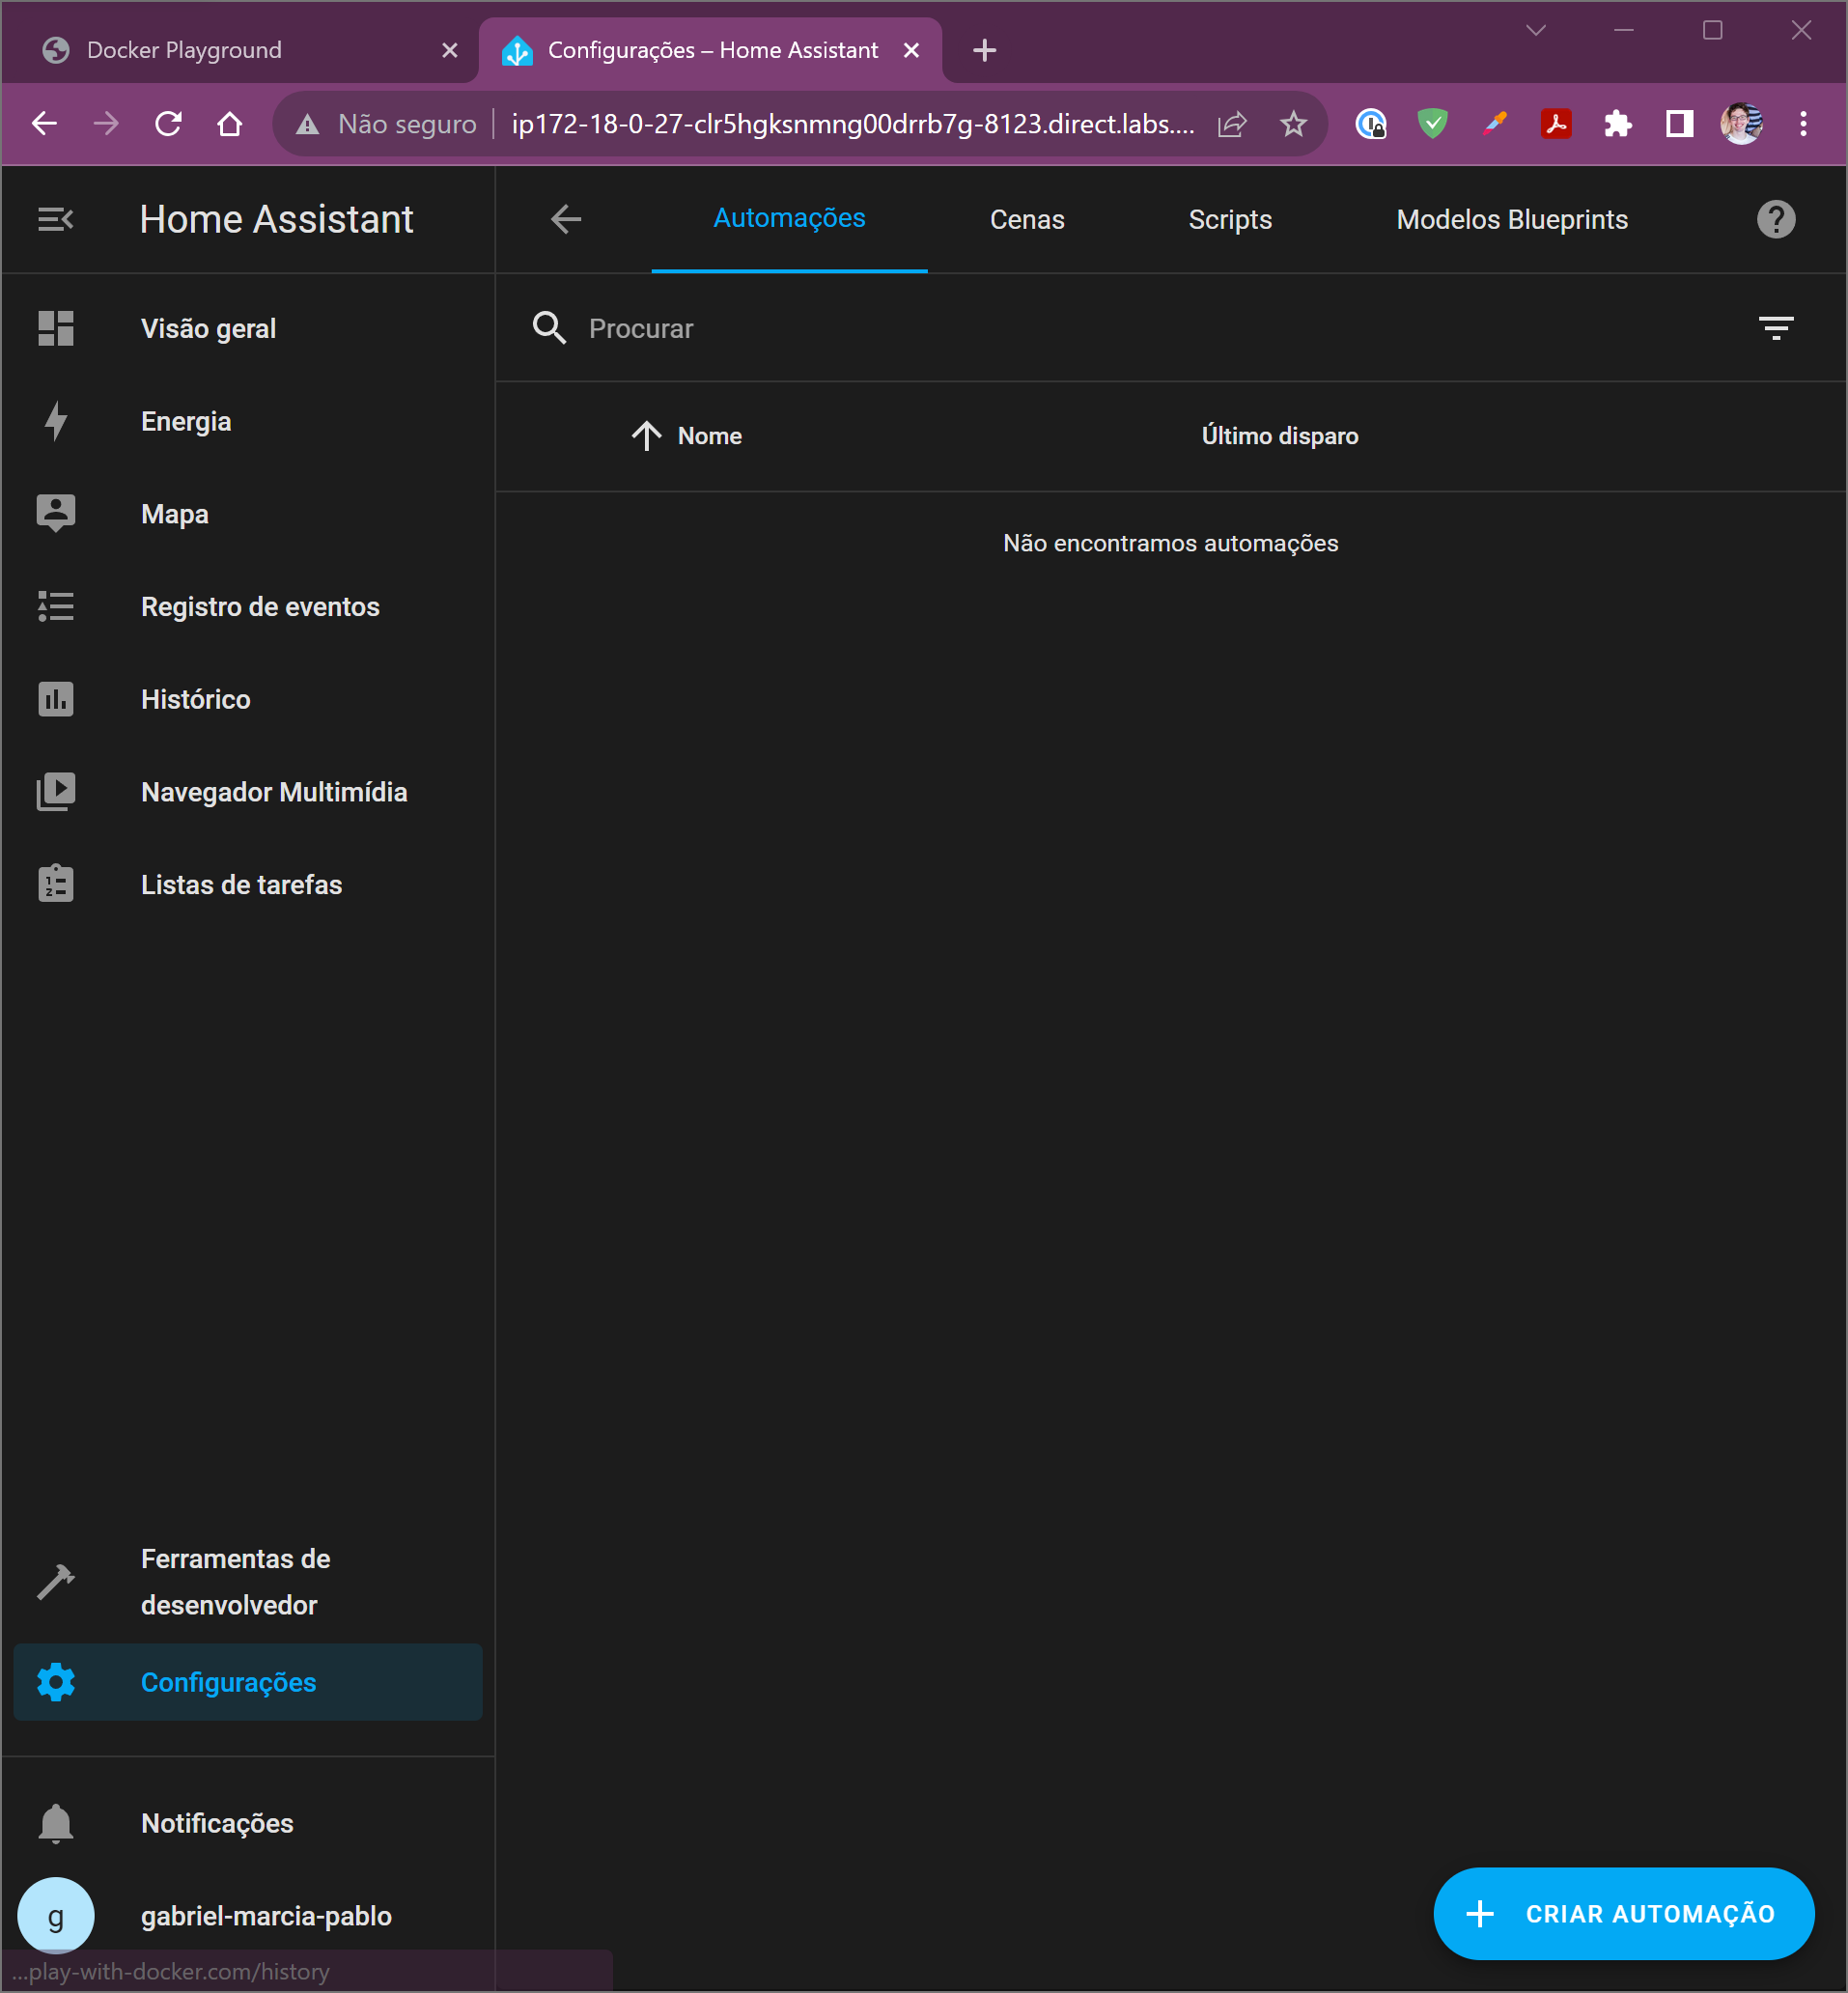 Docker Playground
Configurações – Home Assistant
Não seguro
ip172-18-0-27-clr5hgksnmng00drrb7g-8123.direct.labs....
Home Assistant
Automações
Cenas
Scripts
Modelos Blueprints
Visão geral
Procurar
Energia
Nome
Último disparo
Mapa
Não encontramos automações
Registro de eventos
Histórico
Navegador Multimídia
Listas de tarefas
Ferramentas de
desenvolvedor
Configurações
Notificações
g
gabriel-marcia-pablo
CRIAR AUTOMAÇÃO
...play-with-docker.com/history